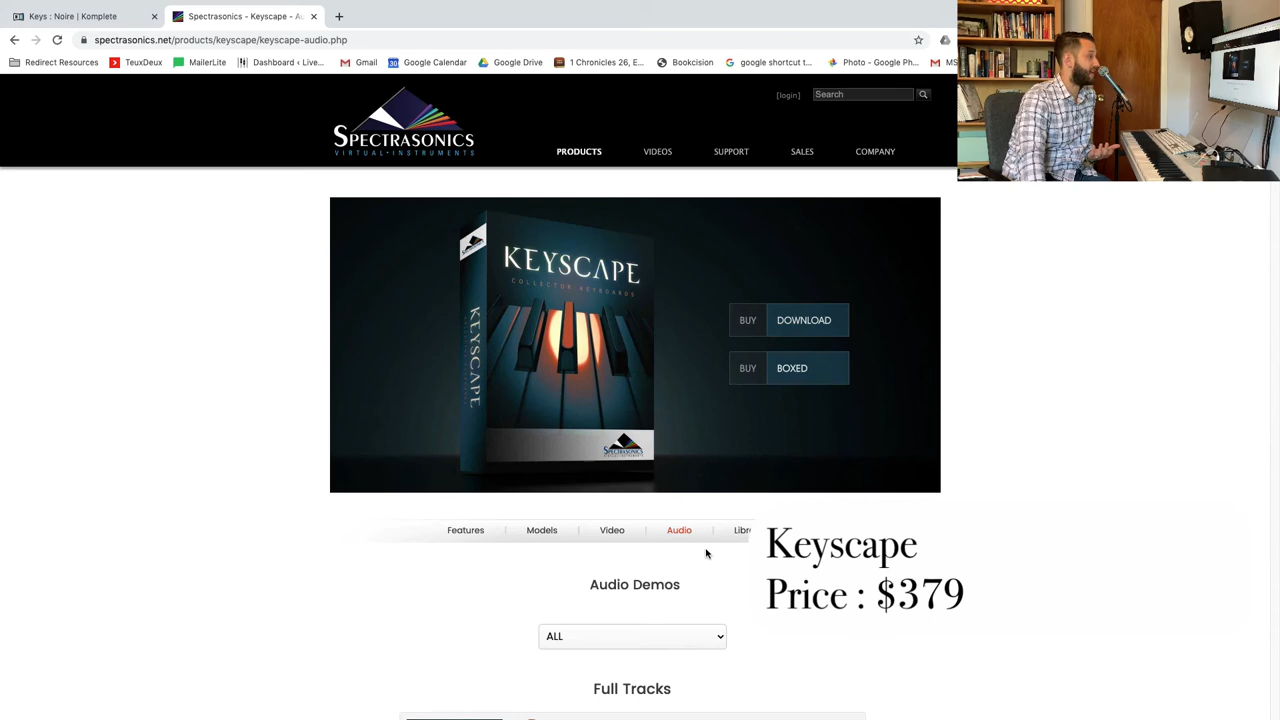 Keys : Noire | Komplete
Spectrasonics - Keyscape - Au
spectrasonics.net/products/keyscape/keyscape-audio.php
Redirect Resources
TeuxDeux
MailerLite
Dashboard ‹ Live...
Gmail
Google Calendar
Google Drive
1 Chronicles 26, E...
Bookcision
google shortcut t...
Photo - Google Ph...
MS
[login]
Search
SPECTRASONICS
VIRTUAL INSTRUMENTS
PRODUCTS
VIDEOS
SUPPORT
SALES
COMPANY
KEYSCAPE
COLLECTOR KEYBOARDS
KEYSCAPE
SPECTRASONICS
BUY DOWNLOAD
BUY BOXED
Features
Models
Video
Audio
Libr
Keyscape
Price : $379
Audio Demos
ALL
Full Tracks